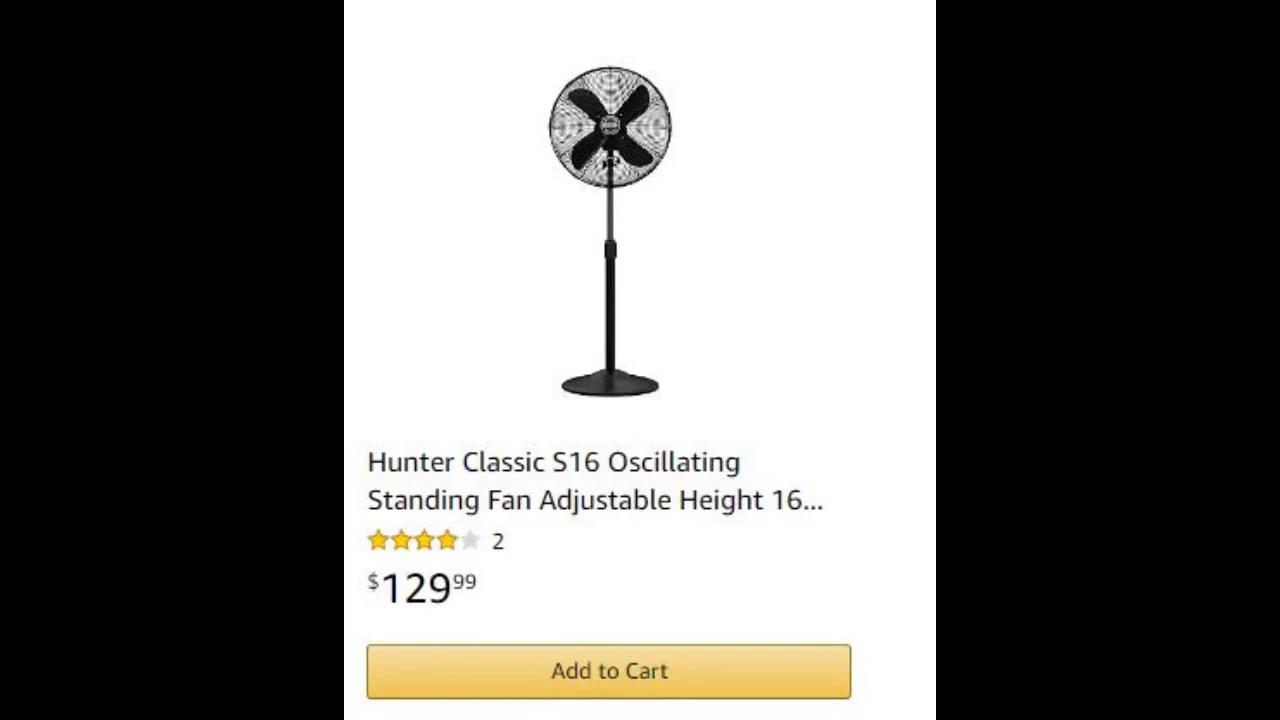 Hunter Classic S16 Oscillating
Standing Fan Adjustable Height 16...
2
$129.99
Add to Cart